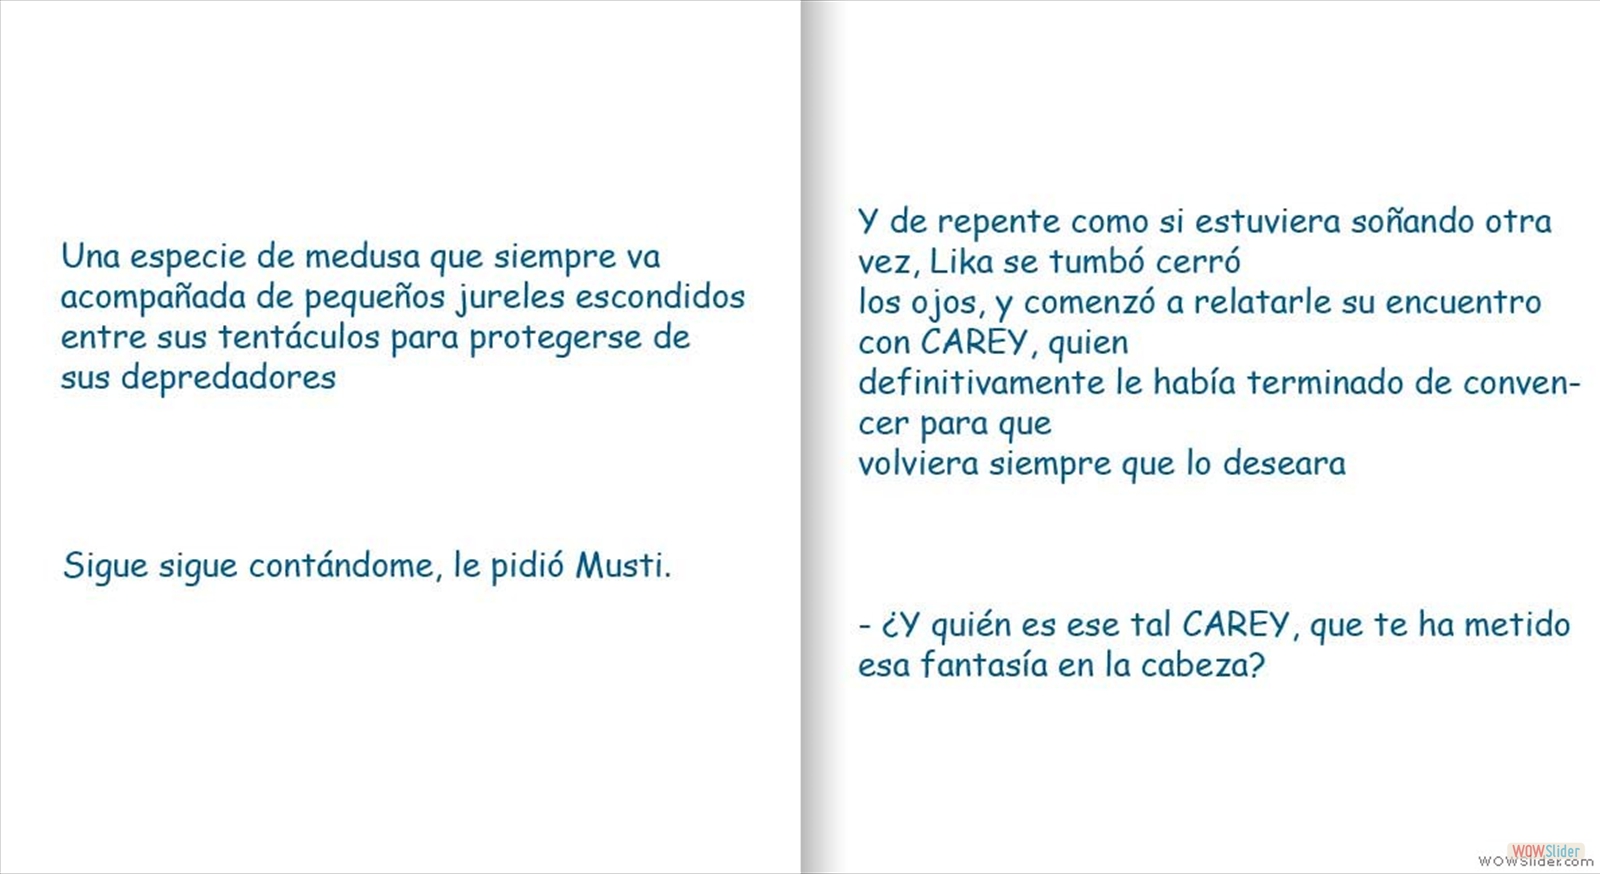 Una especie de medusa que siempre va
acompañada de pequeños jureles escondidos
entre sus tentáculos para protegerse de
sus depredadores
Sigue sigue contándome, le pidió Musti.
Y de repente como si estuviera soñando otra
vez, Lika se tumbó cerró
los ojos, y comenzó a relatarle su encuentro
con CAREY, quien
definitivamente le había terminado de conven-
cer para que
volviera siempre que lo deseara
- ¿Y quién es ese tal CAREY, que te ha metido
esa fantasía en la cabeza?
WOWSlider
WOWSlider.com